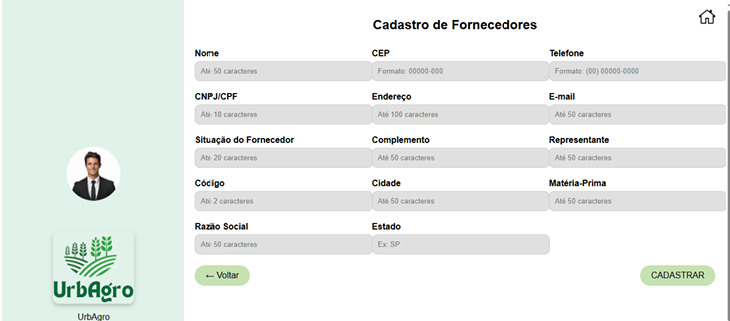 Cadastro de Fornecedores
Nome CEP Telefone
Até 50 caracteres Formato: 00000-000 Formato: (00) 00000-0000
CNPJ/CPF Endereço E-mail
Até 18 caracteres Até 100 caracteres Até 50 caracteres
Situação do Fornecedor Complemento Representante
Até 20 caracteres Até 50 caracteres Até 50 caracteres
Código Cidade Matéria-Prima
Até 2 caracteres Até 50 caracteres Até 50 caracteres
Razão Social Estado
Até 50 caracteres Ex: SP
← Voltar CADASTRAR
UrbAgro
UrbAgro